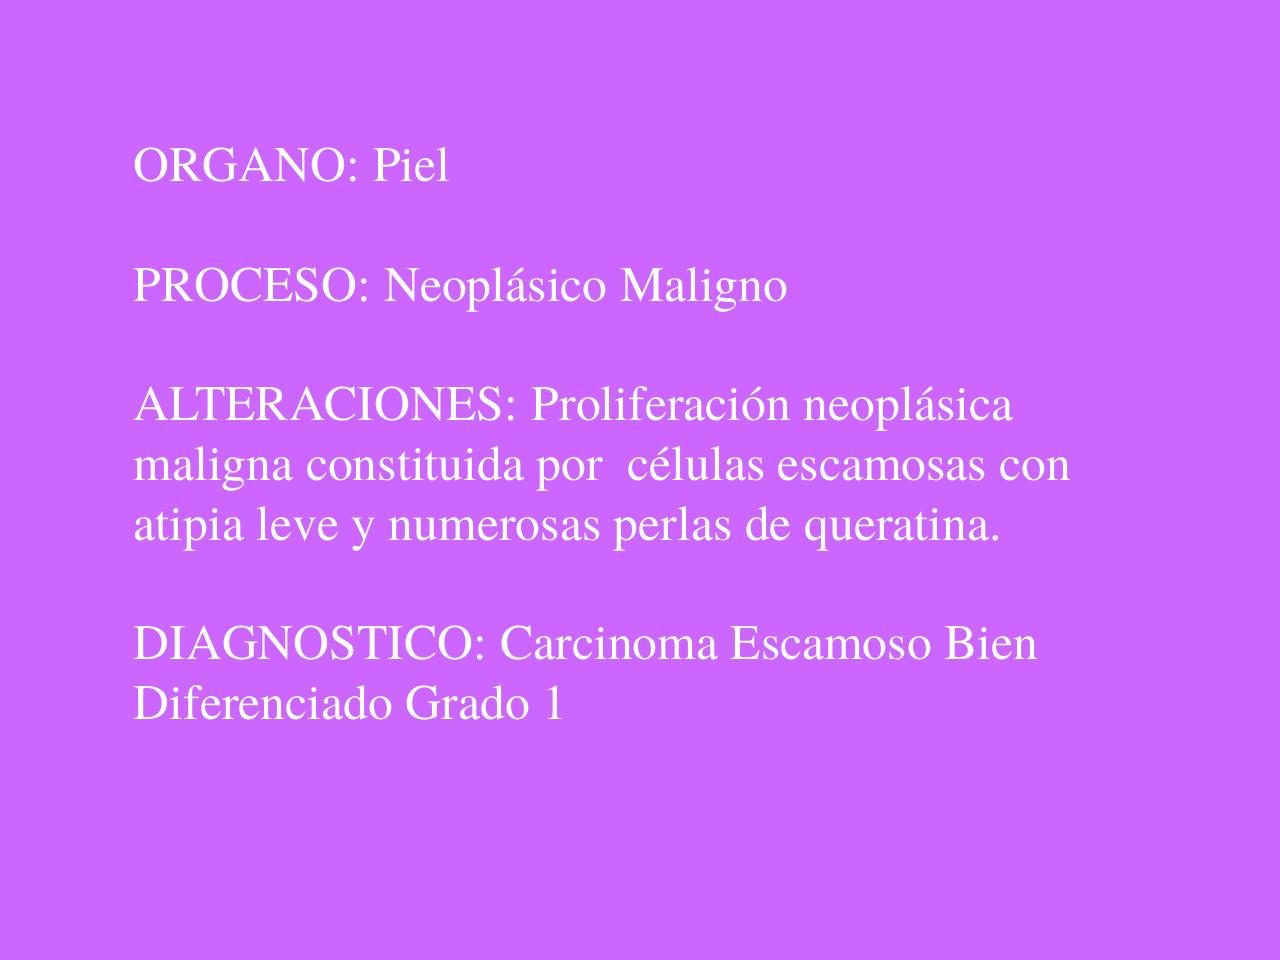 ORGANO: Piel
PROCESO: Neoplásico Maligno
ALTERACIONES: Proliferación neoplásica
maligna constituida por  células escamosas con
atipia leve y numerosas perlas de queratina.
DIAGNOSTICO: Carcinoma Escamoso Bien
Diferenciado Grado 1